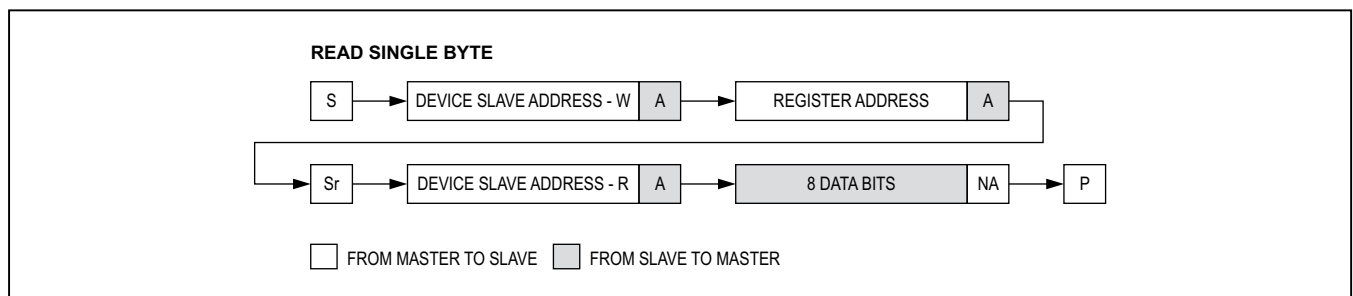 READ SINGLE BYTE
S DEVICE SLAVE ADDRESS - W A REGISTER ADDRESS A
Sr DEVICE SLAVE ADDRESS - R A 8 DATA BITS NA P
FROM MASTER TO SLAVE FROM SLAVE TO MASTER